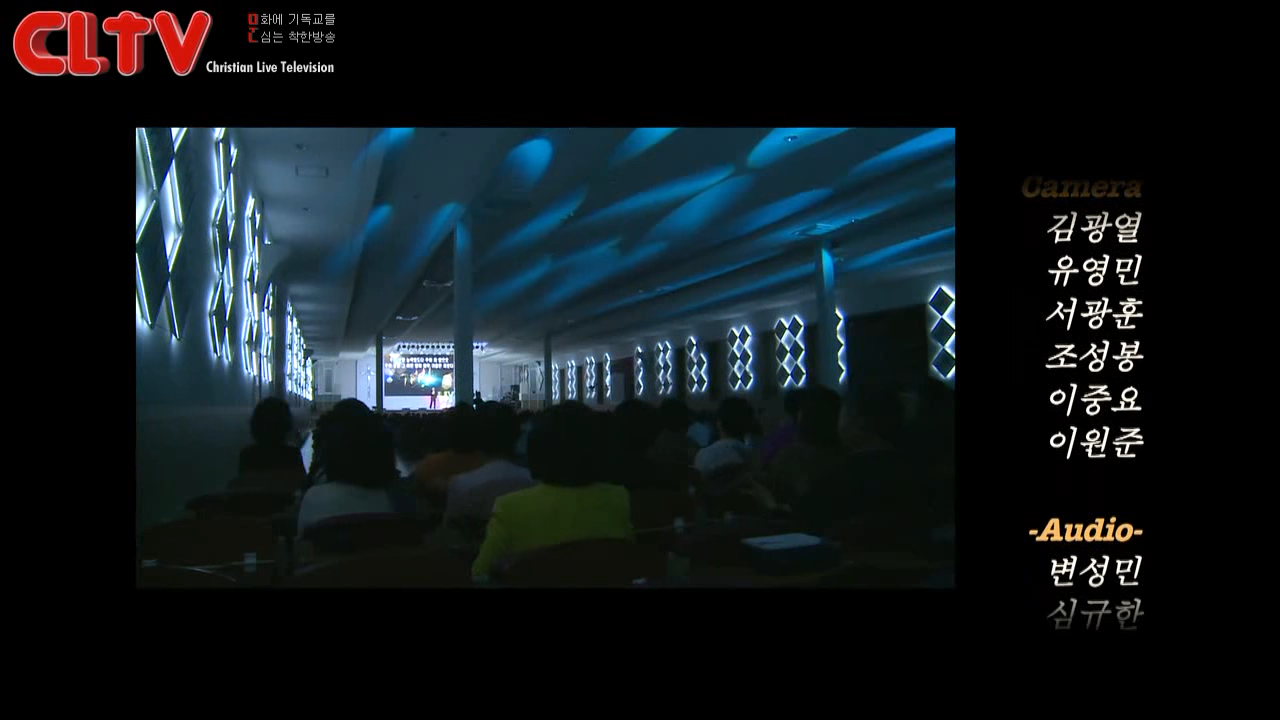 CLTV
문화에 기독교를
심는 착한방송
Christian Live Television
Camera
김광열
유영민
서광훈
조성봉
이중요
이원준
-Audio-
변성민
심규한